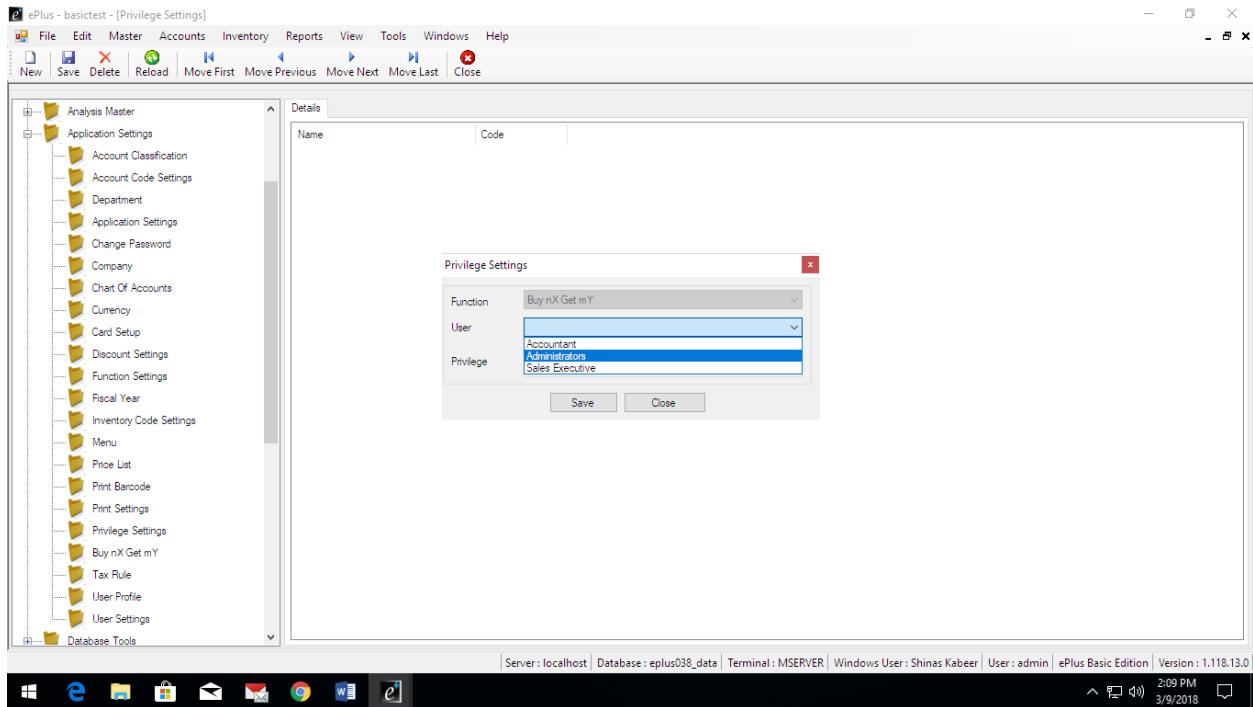 ePlus - basictest - [Privilege Settings]
File Edit Master Accounts Inventory Reports View Tools Windows Help
New Save Delete Reload Move First Move Previous Move Next Move Last Close
Analysis Master
Application Settings
Account Classification
Account Code Settings
Department
Application Settings
Change Password
Company
Chart Of Accounts
Currency
Card Setup
Discount Settings
Function Settings
Fiscal Year
Inventory Code Settings
Menu
Price List
Print Barcode
Print Settings
Privilege Settings
Buy nX Get mY
Tax Rule
User Profile
User Settings
Database Tools
Details
Name Code
Privilege Settings
Function Buy nX Get mY
User
Accountant
Administrators
Privilege
Sales Executive
Save Close
Server : localhost Database : eplus038_data Terminal : MSERVER Windows User : Shinas Kabeer User : admin ePlus Basic Edition Version : 1.118.13.0
2:09 PM
3/9/2018